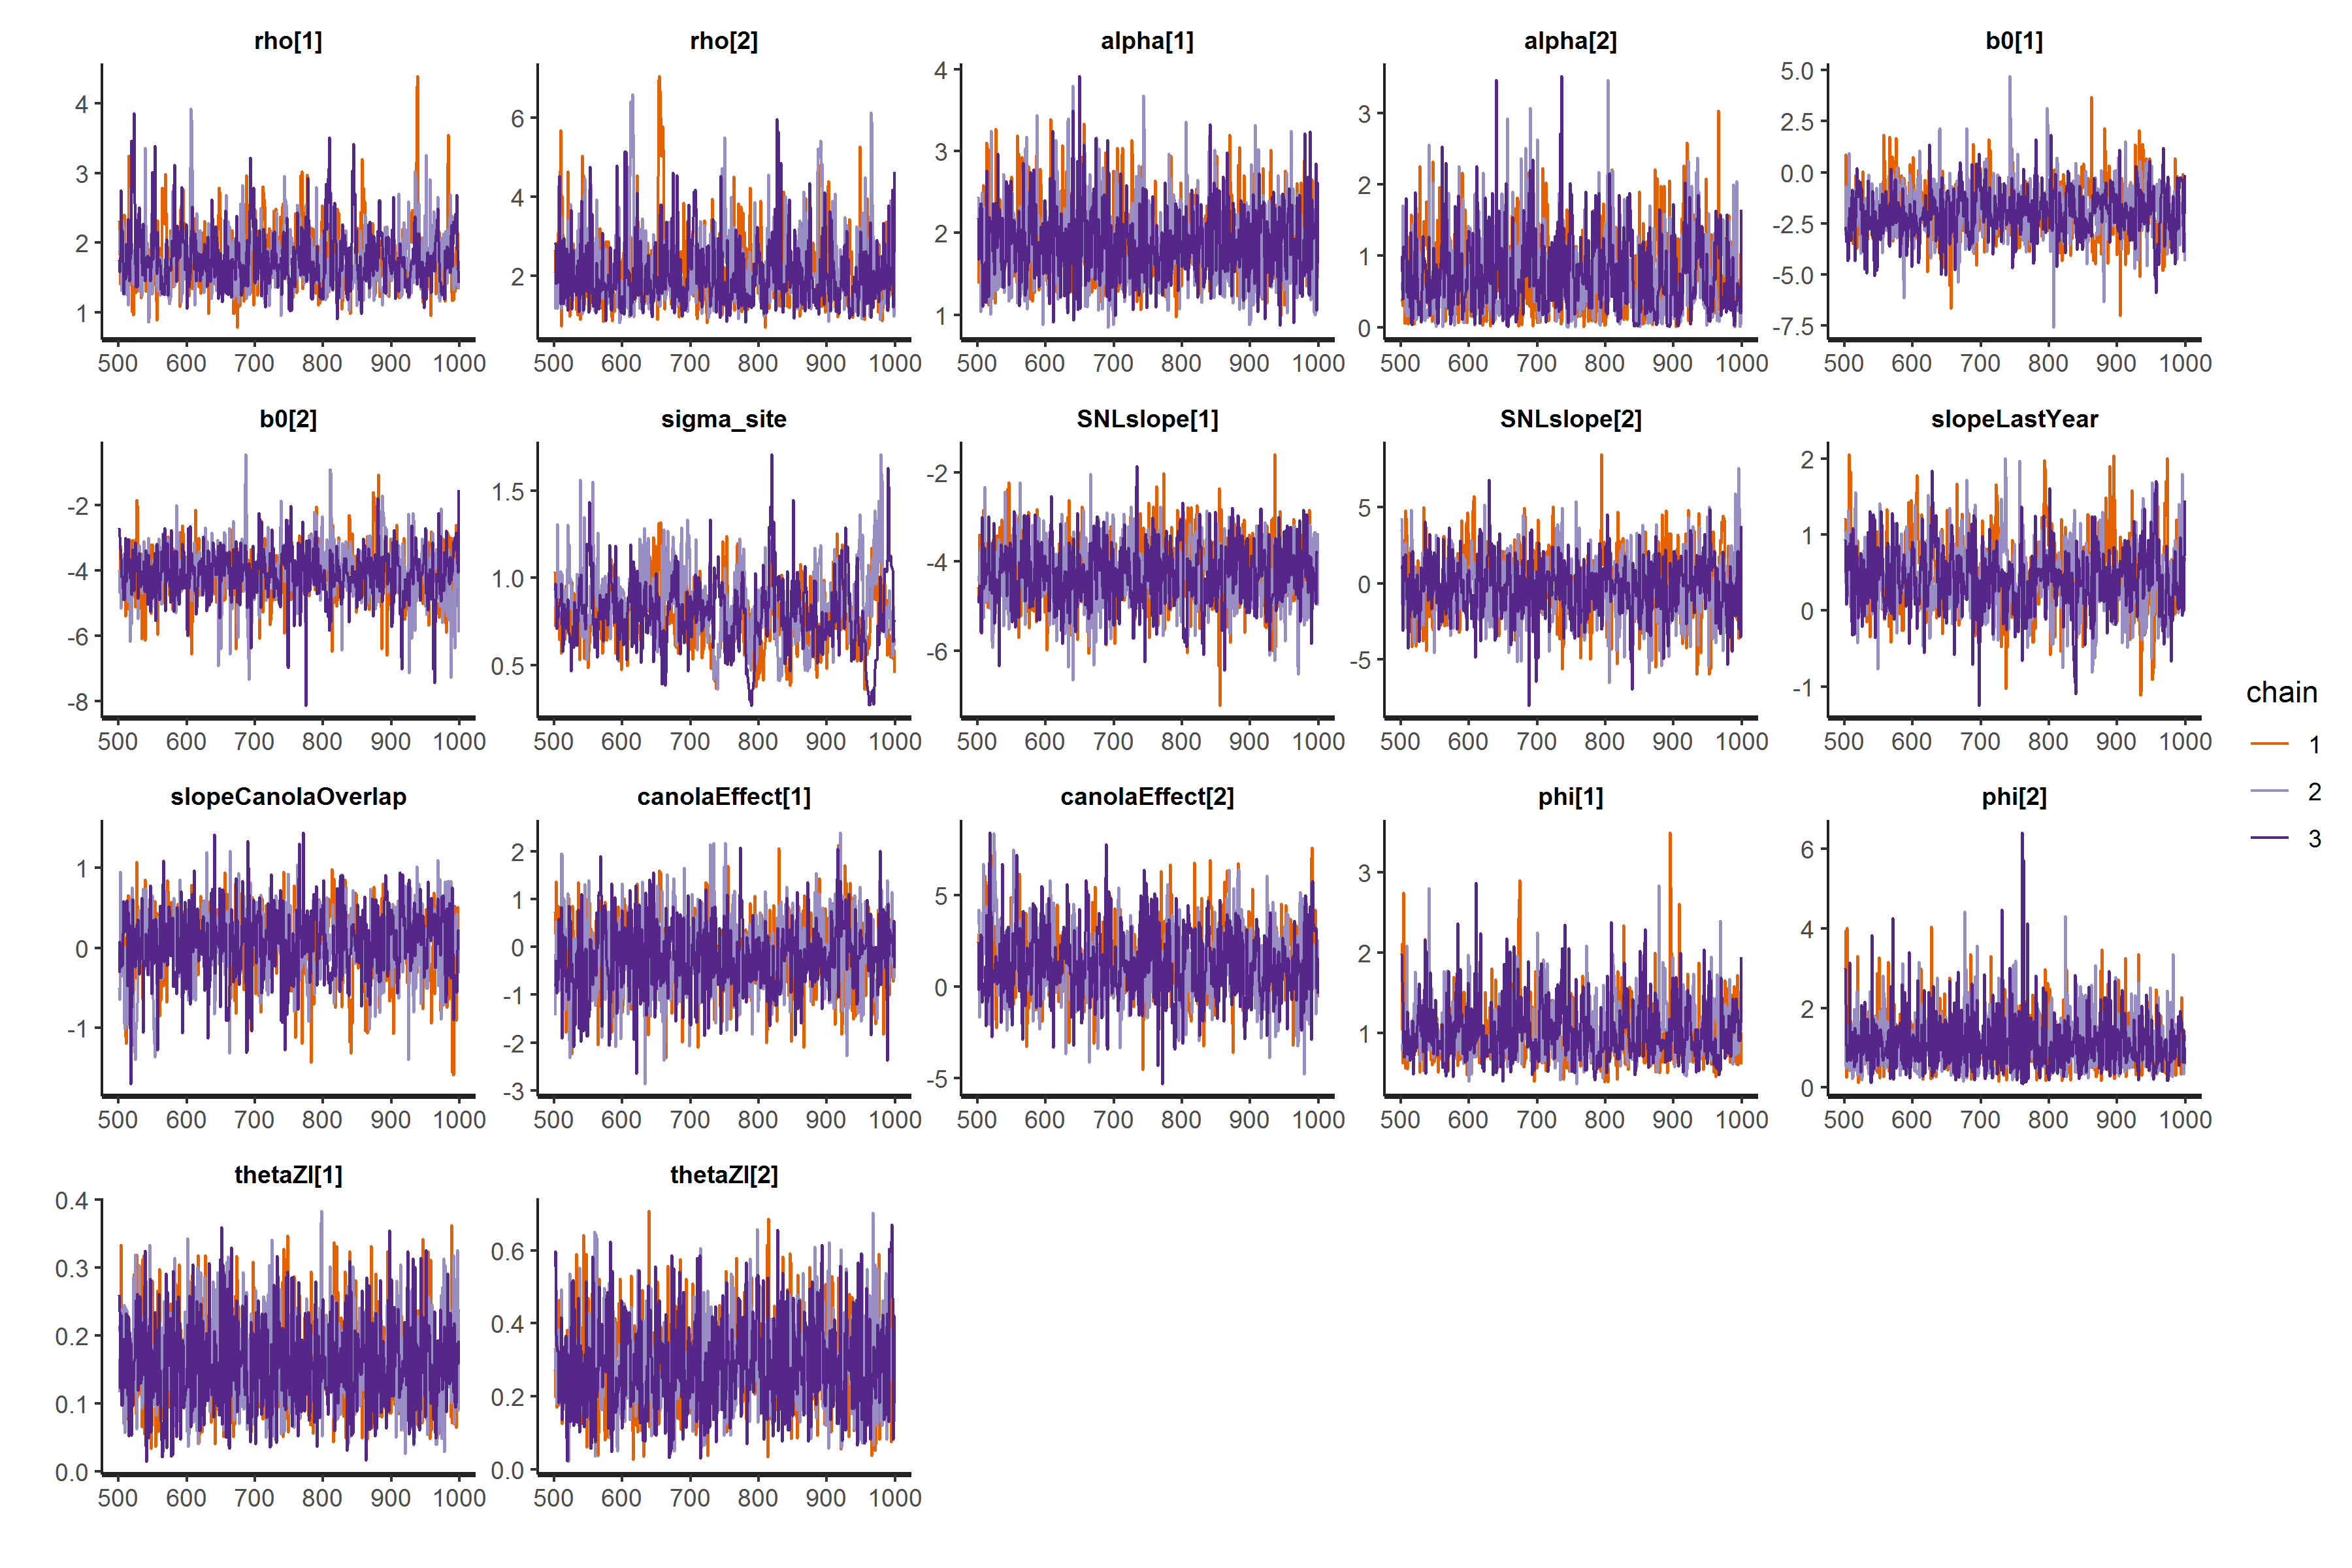 rho[1] rho[2] alpha[1] alpha[2] b0[1]
4 3 2 1
6 4 2
4 3 2 1
3 2 1 0
5.0 2.5 0.0 -2.5 -5.0 -7.5
500 600 700 800 900 1000 500 600 700 800 900 1000 500 600 700 800 900 1000 500 600 700 800 900 1000 500 600 700 800 900 1000
b0[2] sigma_site SNLslope[1] SNLslope[2] slopeLastYear
-2 -4 -6 -8
1.5 1.0 0.5
-2 -4 -6
5 0 -5
2 1 0 -1
500 600 700 800 900 1000 500 600 700 800 900 1000 500 600 700 800 900 1000 500 600 700 800 900 1000 500 600 700 800 900 1000
chain
1
2
3
slopeCanolaOverlap canolaEffect[1] canolaEffect[2] phi[1] phi[2]
1 0 -1
2 1 0 -1 -2 -3
5 0 -5
3 2 1
6 4 2 0
500 600 700 800 900 1000 500 600 700 800 900 1000 500 600 700 800 900 1000 500 600 700 800 900 1000 500 600 700 800 900 1000
thetaZI[1] thetaZI[2]
0.4 0.3 0.2 0.1 0.0
0.6 0.4 0.2 0.0
500 600 700 800 900 1000 500 600 700 800 900 1000